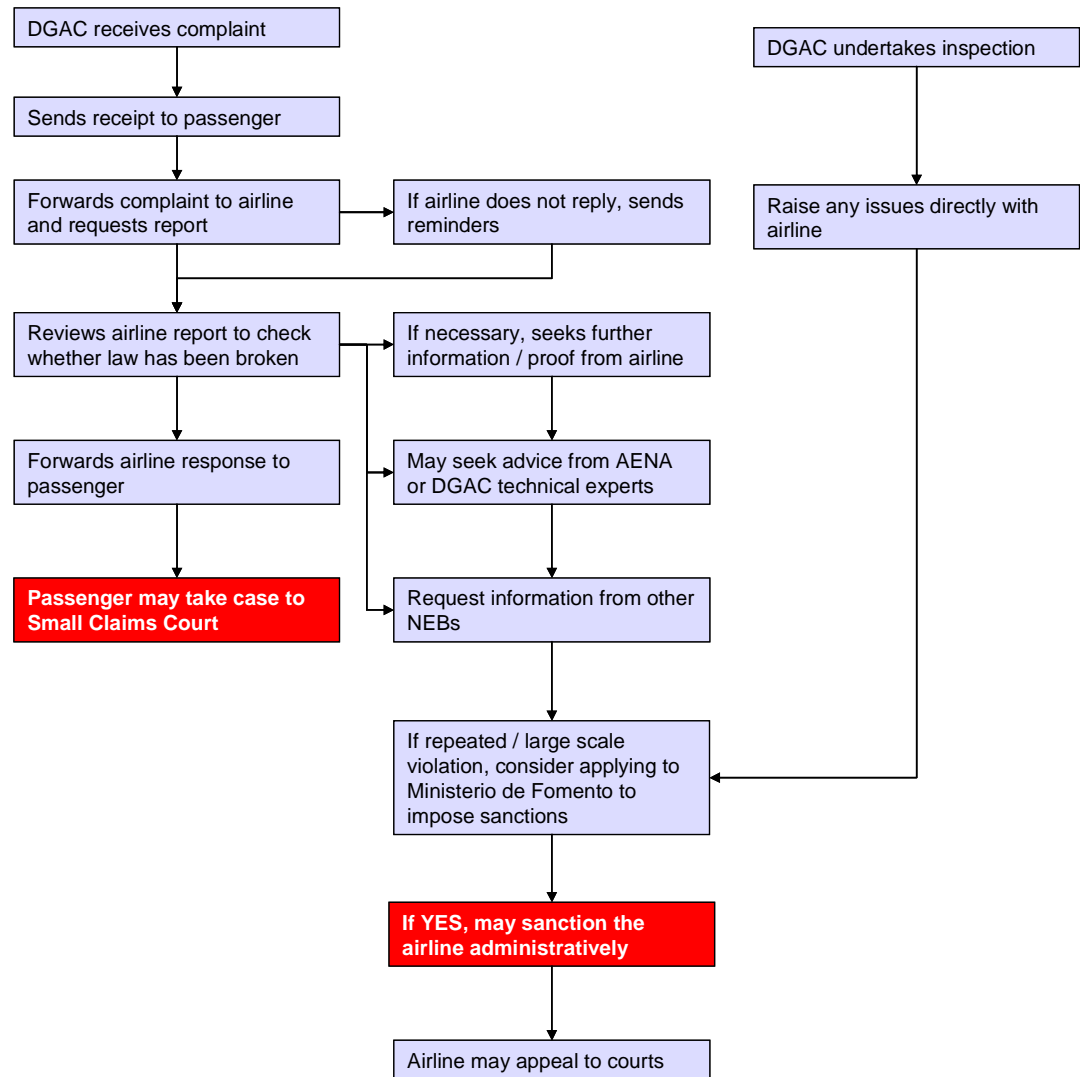 DGAC receives complaint
DGAC undertakes inspection
Sends receipt to passenger
Forwards complaint to airline
and requests report
If airline does not reply, sends
reminders
Raise any issues directly with
airline
Reviews airline report to check
whether law has been broken
If necessary, seeks further
information / proof from airline
Forwards airline response to
passenger
May seek advice from AENA
or DGAC technical experts
Passenger may take case to
Small Claims Court
Request information from other
NEBs
If repeated / large scale
violation, consider applying to
Ministerio de Fomento to
impose sanctions
If YES, may sanction the
airline administratively
Airline may appeal to courts